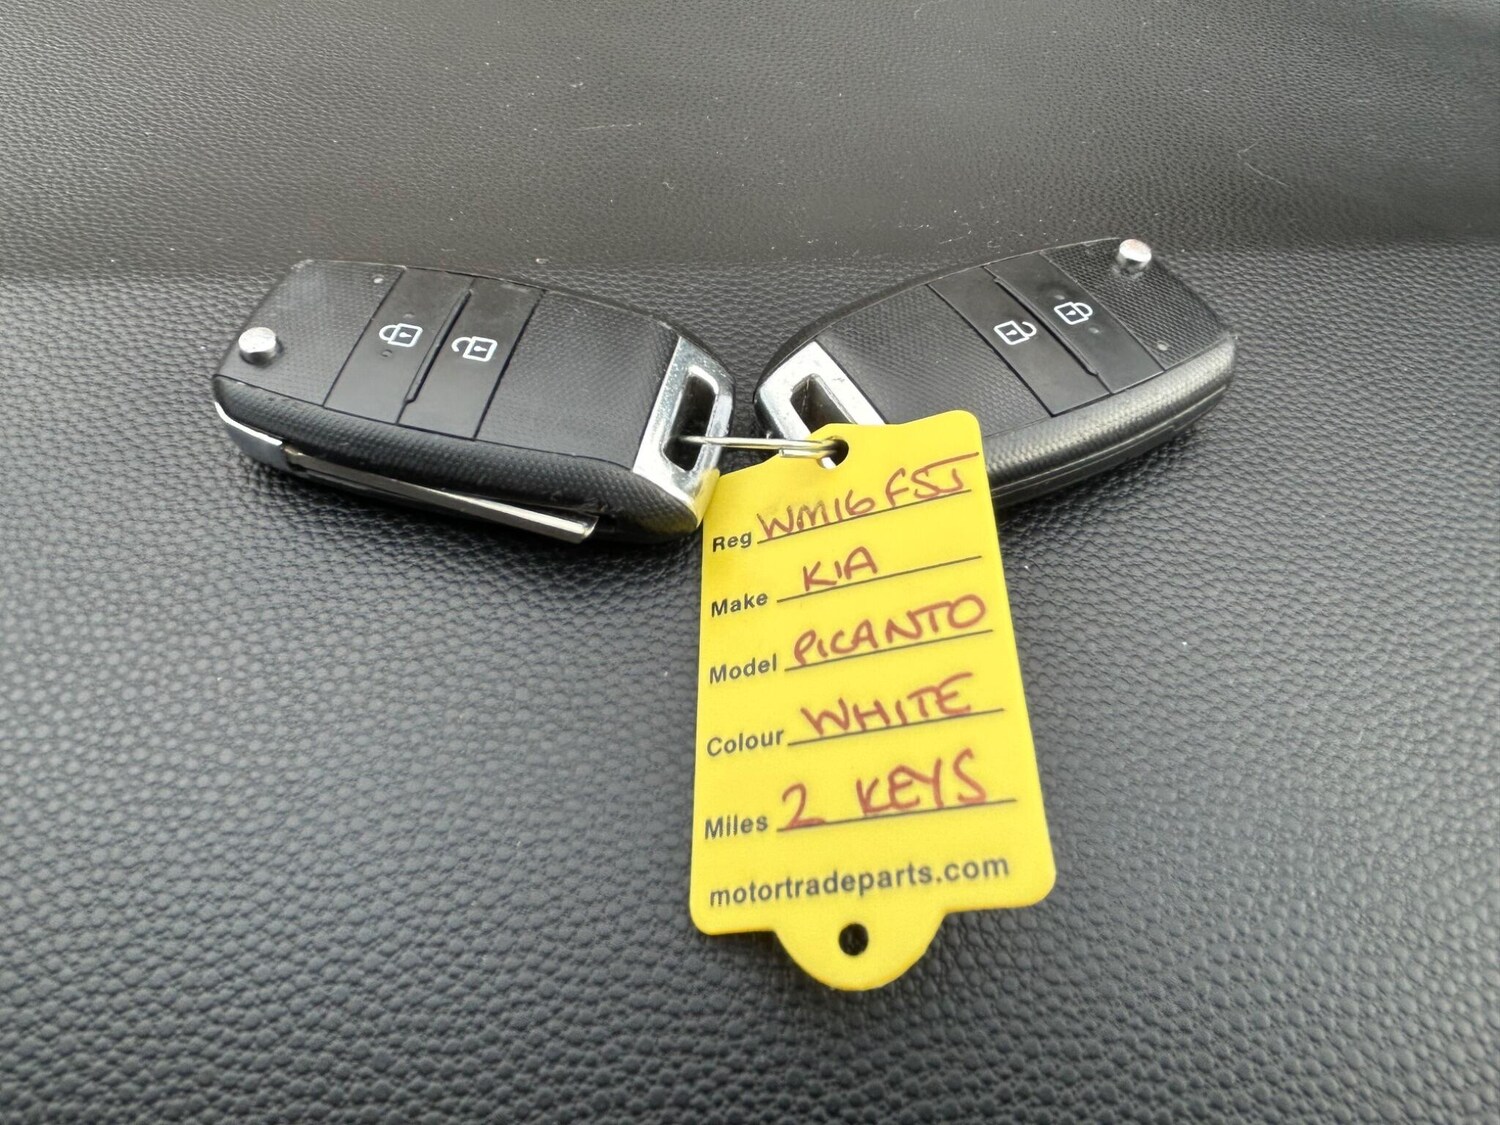 Reg WM16 FSJ
Make KIA
Model PICANTO
Colour WHITE
Miles 2 KEYS
motortradeparts.com